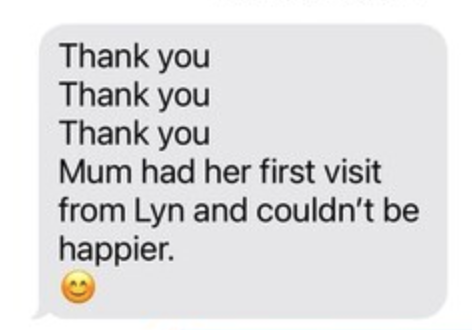 Thank you
Thank you
Thank you
Mum had her first visit
from Lyn and couldn't be
happier.
😊